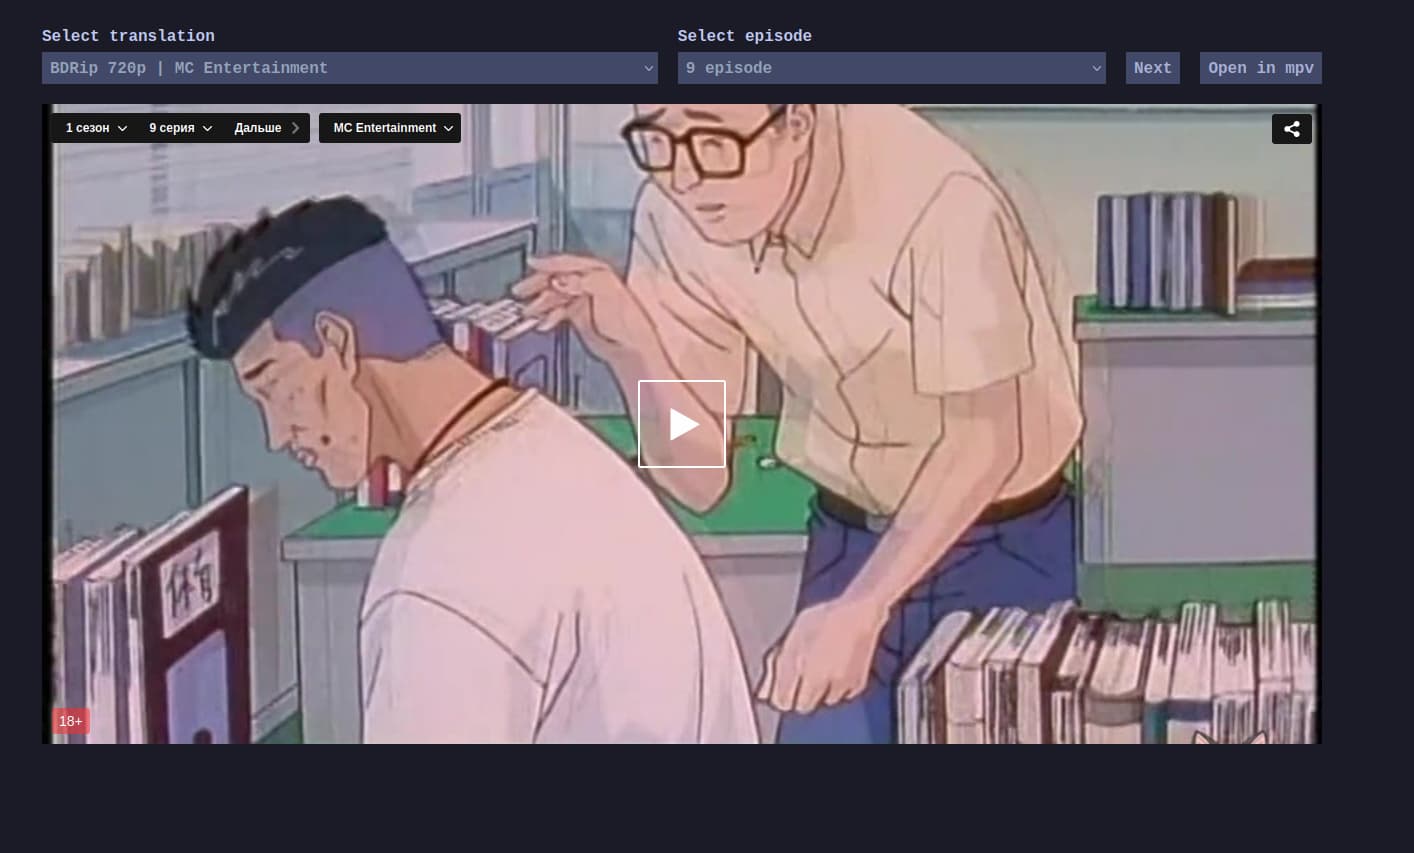 Select translation
Select episode
BDRip 720p | MC Entertainment
9 episode
Next
Open in mpv
1 сезон
9 серия
Дальше
MC Entertainment
体育
18+